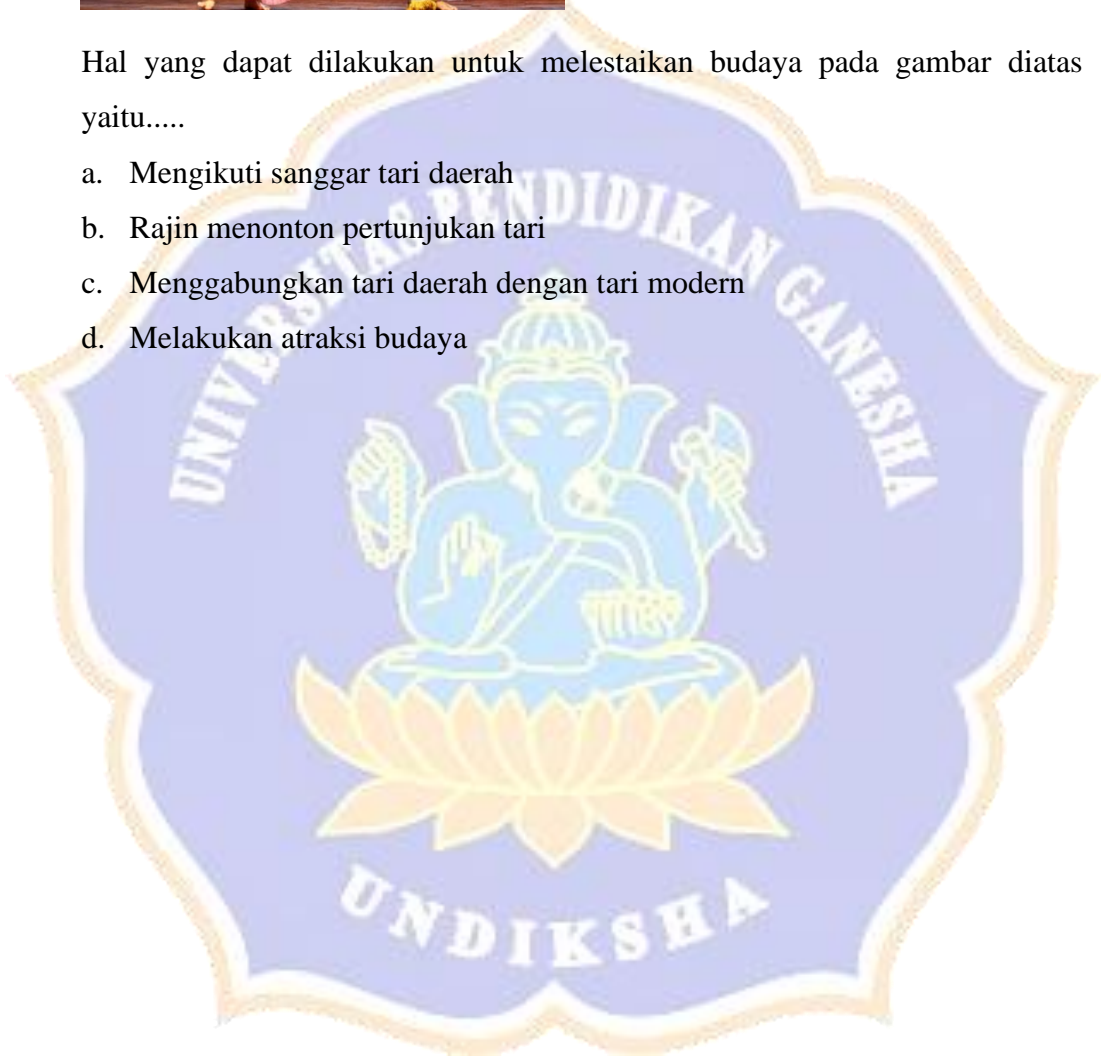 Hal yang dapat dilakukan untuk melestaikan budaya pada gambar diatas
yaitu.....
a. Mengikuti sanggar tari daerah
b. Rajin menonton pertunjukan tari
c. Menggabungkan tari daerah dengan tari modern
d. Melakukan atraksi budaya
UNIVERSITAS PENDIDIKAN GANESHA
UNDIKSHA